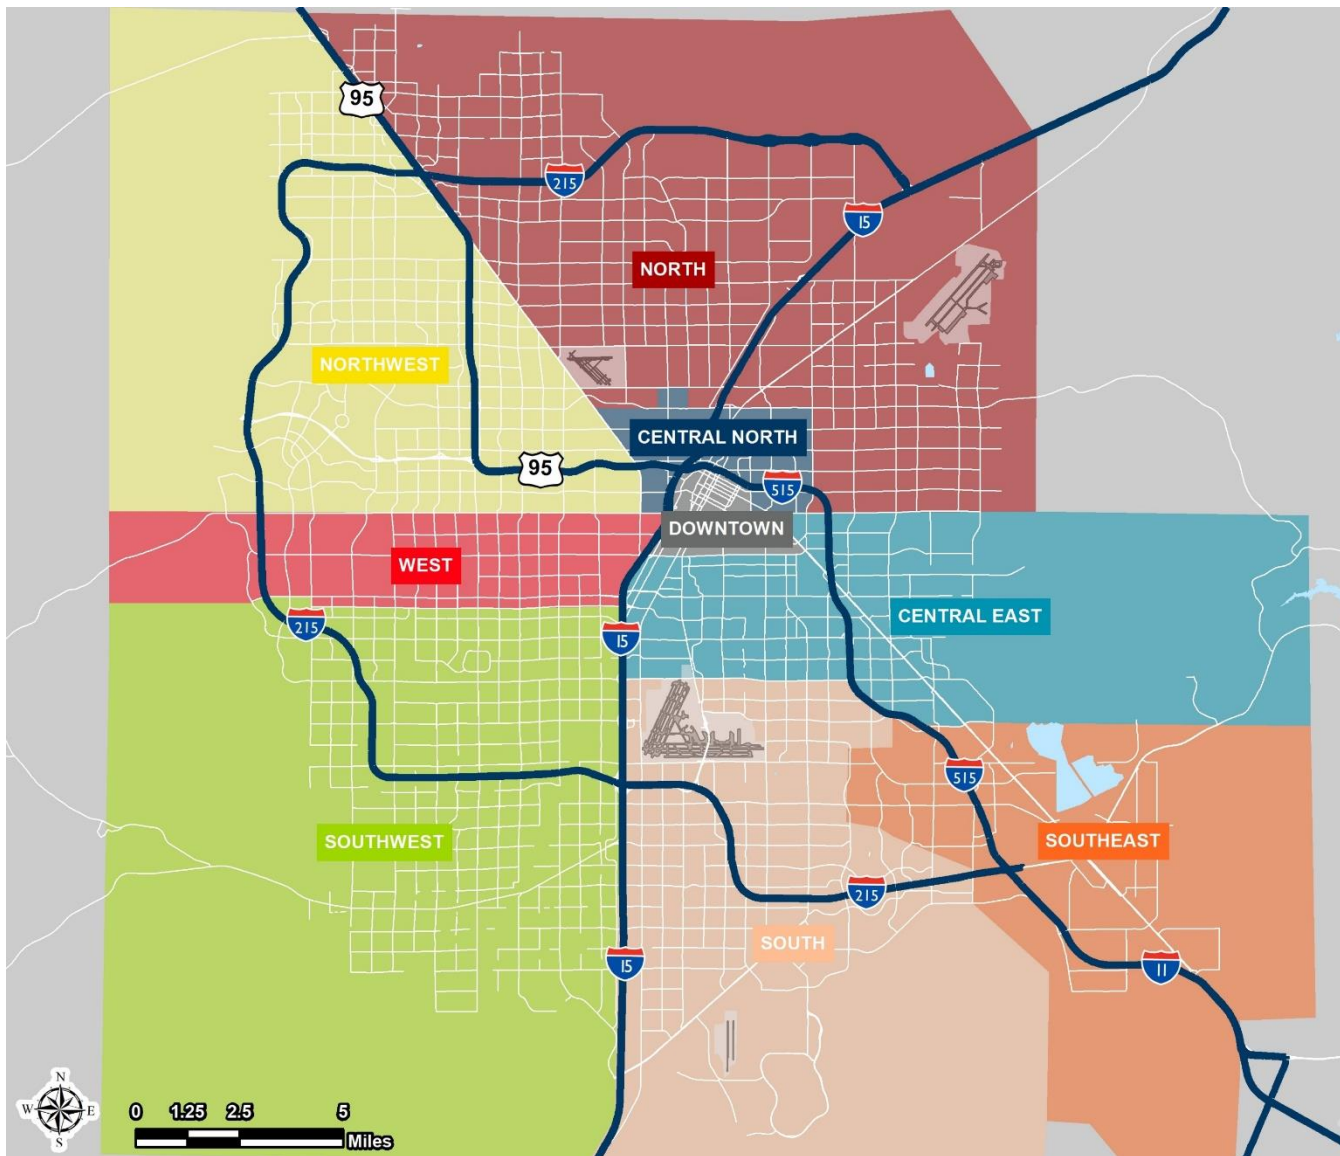 95
215
15
NORTH
NORTHWEST
CENTRAL NORTH
95
515
DOWNTOWN
WEST
CENTRAL EAST
215
15
515
SOUTHWEST
SOUTHEAST
215
SOUTH
15
11
N
W E
S
0 1.25 2.5 5
Miles